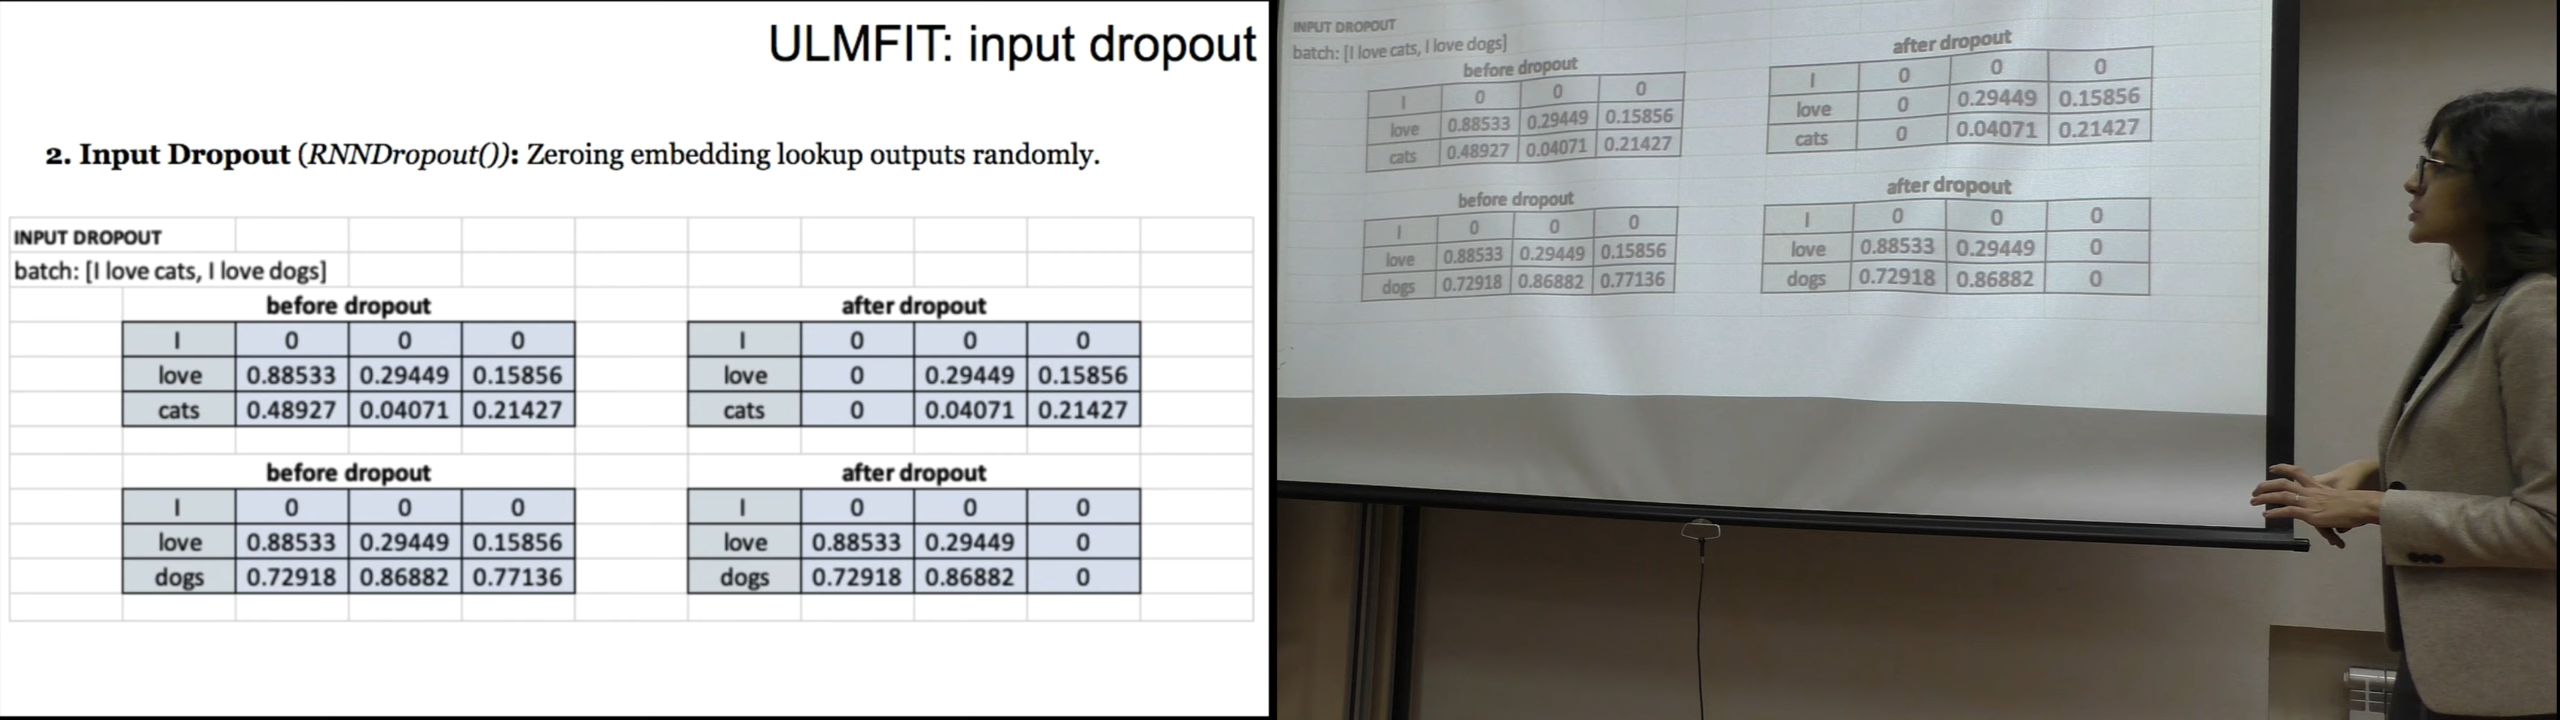 ULMFIT: input dropout
2. Input Dropout (RNNDropout()): Zeroing embedding lookup outputs randomly.
INPUT DROPOUT
batch: [I love cats, I love dogs]
before dropout after dropout
I 0 0 0 I 0 0 0
love 0.88533 0.29449 0.15856 love 0 0.29449 0.15856
cats 0.48927 0.04071 0.21427 cats 0 0.04071 0.21427
before dropout after dropout
I 0 0 0 I 0 0 0
love 0.88533 0.29449 0.15856 love 0.88533 0.29449 0
dogs 0.72918 0.86882 0.77136 dogs 0.72918 0.86882 0
INPUT DROPOUT
batch: [I love cats, I love dogs]
before dropout after dropout
I 0 0 0 I 0 0 0
love 0.88533 0.29449 0.15856 love 0 0.29449 0.15856
cats 0.48927 0.04071 0.21427 cats 0 0.04071 0.21427
before dropout after dropout
I 0 0 0 I 0 0 0
love 0.88533 0.29449 0.15856 love 0.88533 0.29449 0
dogs 0.72918 0.86882 0.77136 dogs 0.72918 0.86882 0